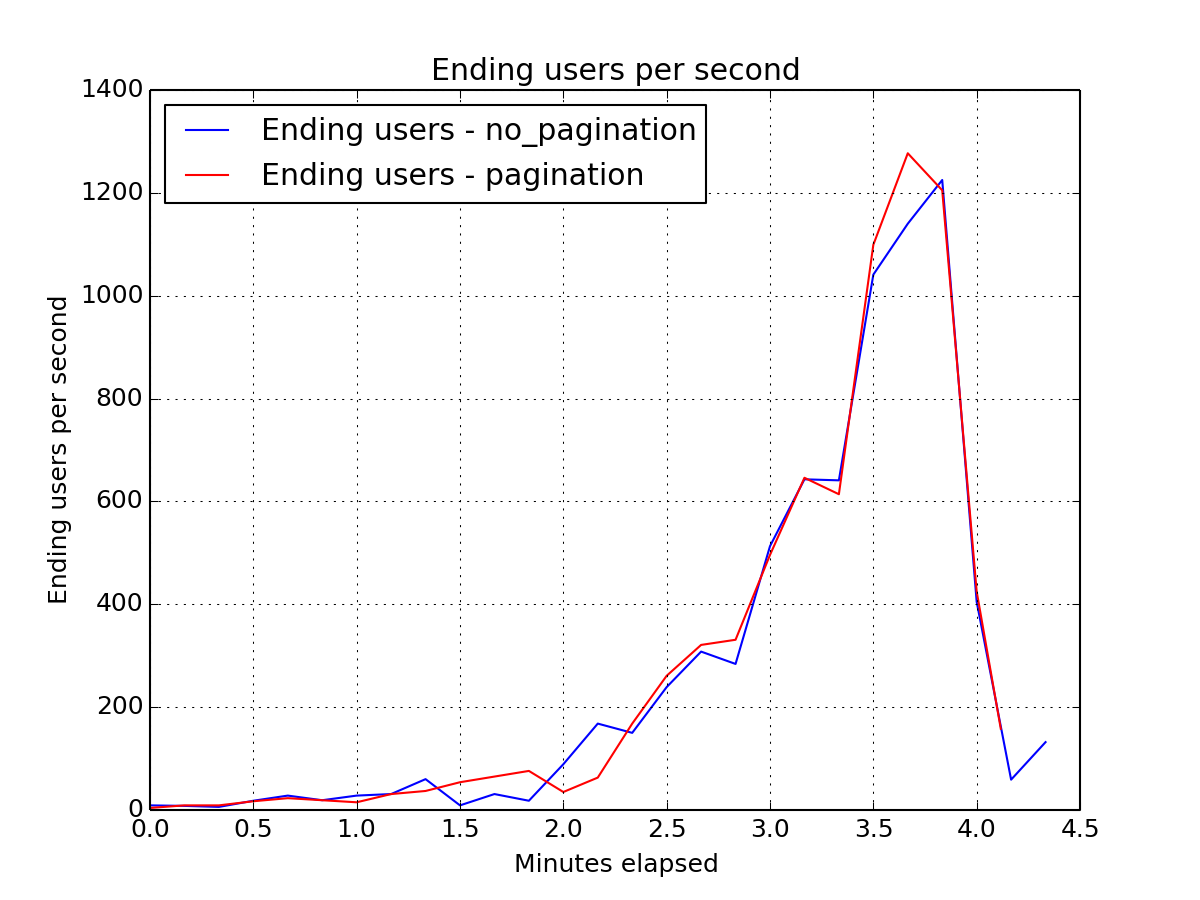 Ending users per second
Ending users - no_pagination
Ending users - pagination
Ending users per second
1400
1200
1000
800
600
400
200
0
0.0 0.5 1.0 1.5 2.0 2.5 3.0 3.5 4.0 4.5
Minutes elapsed